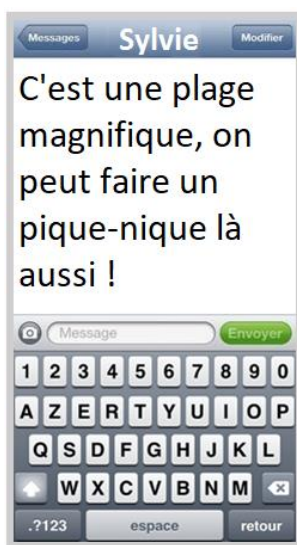 Messages Sylvie Modifier
C'est une plage
magnifique, on
peut faire un
pique-nique là
aussi !
Message Envoyer
1 2 3 4 5 6 7 8 9 0
A Z E R T Y U I O P
Q S D F G H J K L
W X C V B N M
.?123 espace retour